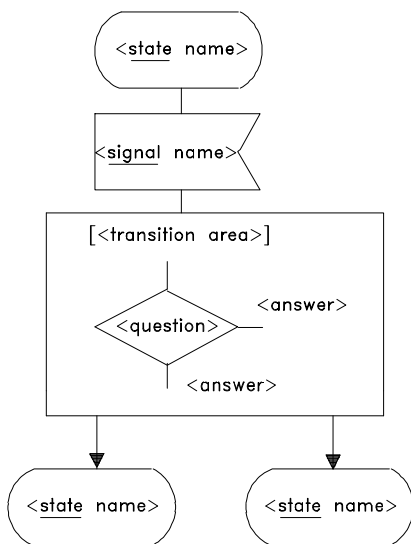 <state name>
<signal name>
[<transition area>]
<answer>
<question>
<answer>
<state name>
<state name>